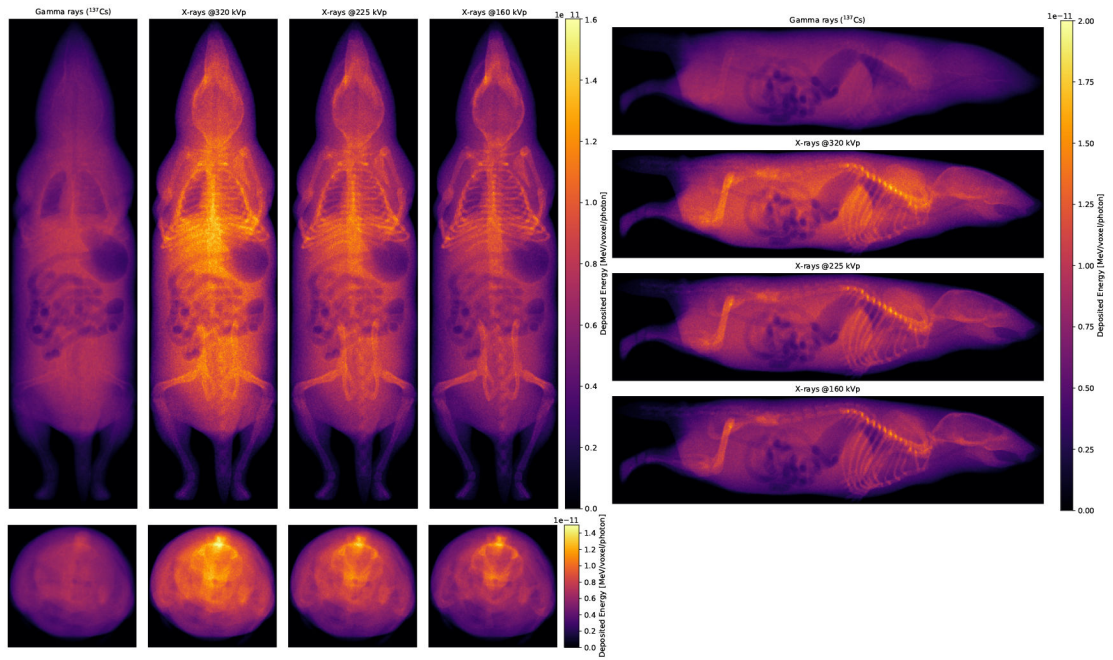 Gamma rays (¹³⁷Cs)
X-rays @320 kVp
X-rays @225 kVp
X-rays @160 kVp
1e−11
1.6
1.4
1.2
1.0
0.8
0.6
0.4
0.2
0.0
Deposited Energy [MeV/voxel/photon]
1e−11
1.4
1.2
1.0
0.8
0.6
0.4
0.2
0.0
Deposited Energy [MeV/voxel/photon]
Gamma rays (¹³⁷Cs)
X-rays @320 kVp
X-rays @225 kVp
X-rays @160 kVp
1e−11
2.00
1.75
1.50
1.25
1.00
0.75
0.50
0.25
0.00
Deposited Energy [MeV/voxel/photon]